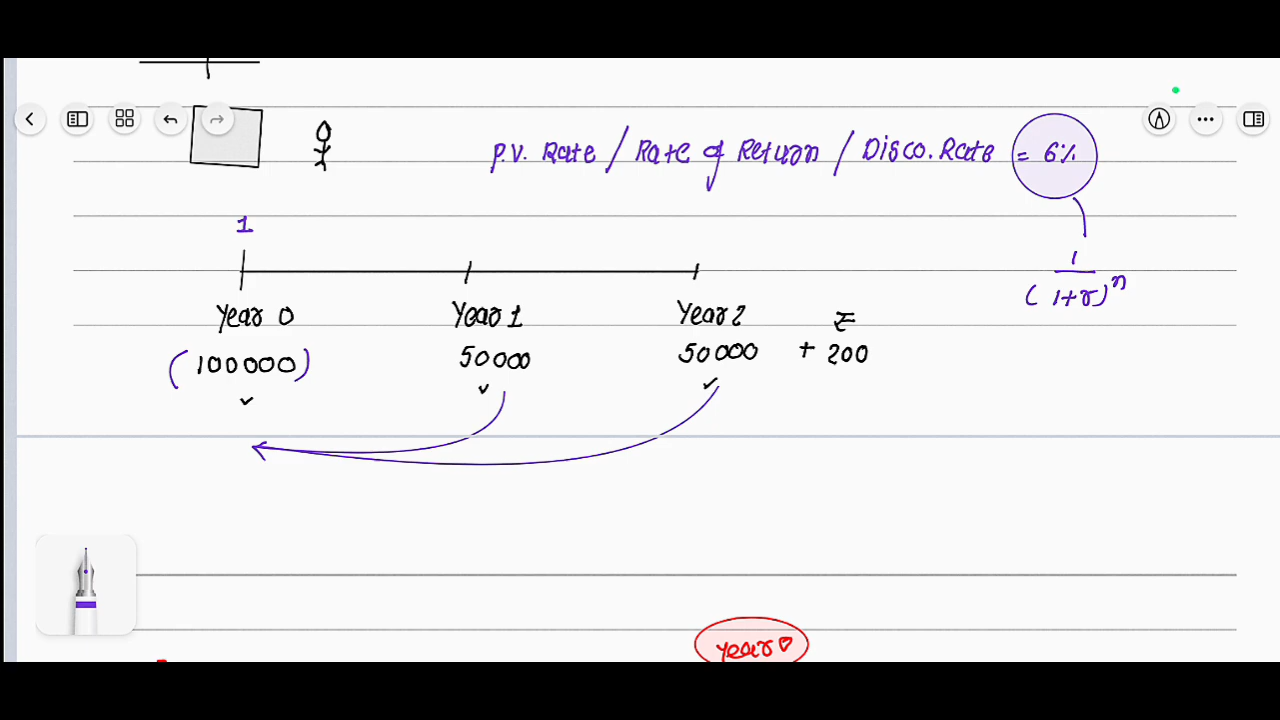 P.V. Rate / Rate of Return / Disco. Rate = 6%
1
1
(1+r)^n
Year 0 Year 1 Year 2 ₹
(100000) 50000 50000 + 200
year 0